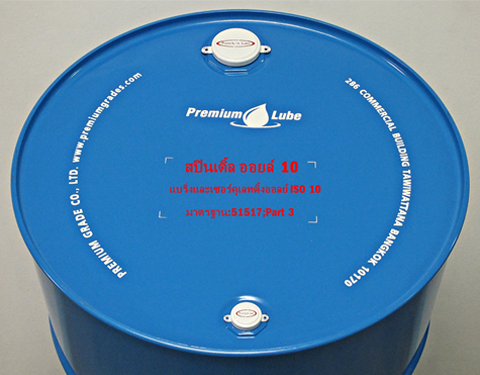 Premium Lube
สปินเดิ้ล ออยล์ 10
แบริ่งและเซอร์คูเลทติ้งออยล์ ISO 10
มาตรฐาน:51517;Part 3
PREMIUM GRADE CO., LTD. www.premiumgrades.com
286 COMMERCIAL BUILDING TAWIWATTANA BANGKOK 10170